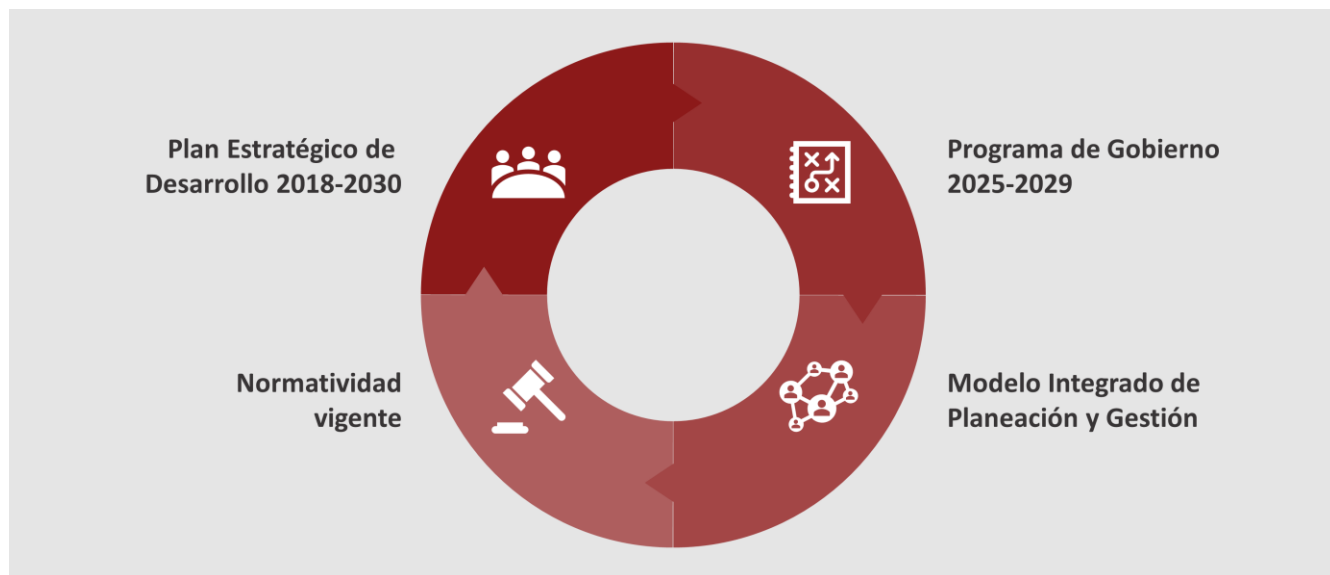 Plan Estratégico de
Desarrollo 2018-2030
Programa de Gobierno
2025-2029
Normatividad
vigente
Modelo Integrado de
Planeación y Gestión